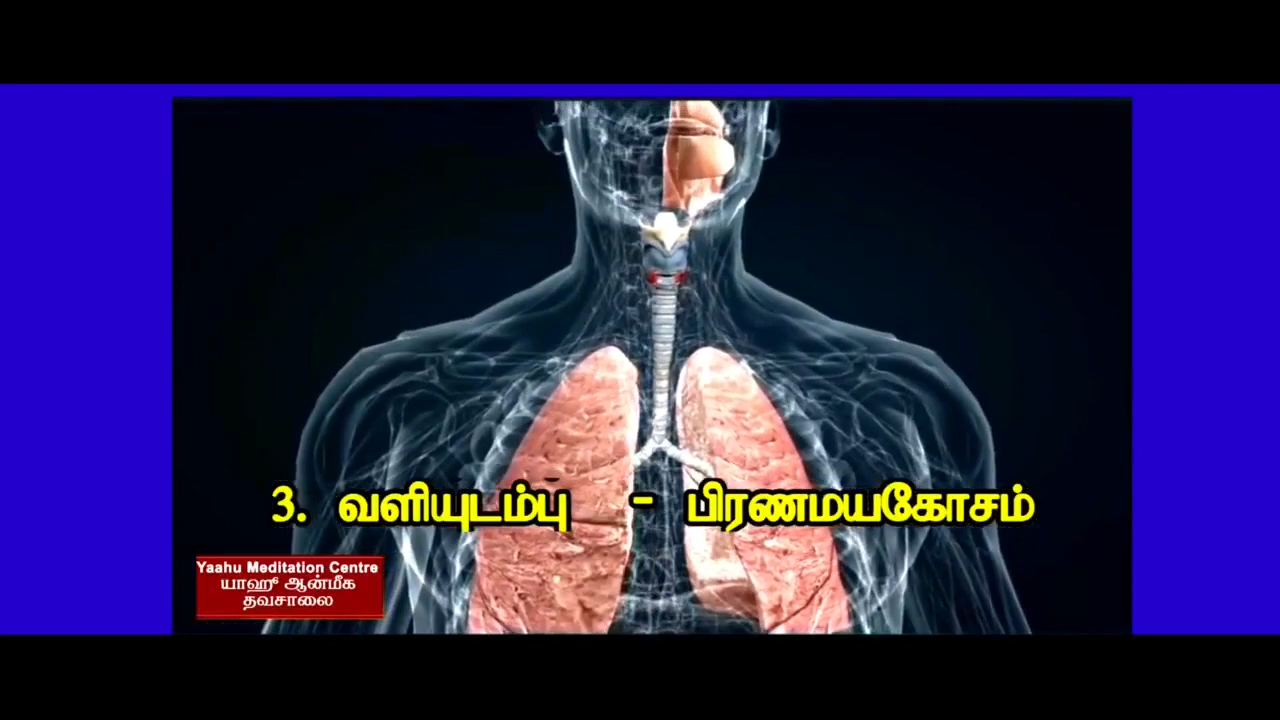 3. வளியுடம்பு - பிரணமயகோசம்
Yaahu Meditation Centre
யாஹூ ஆன்மீக
தவசாலை